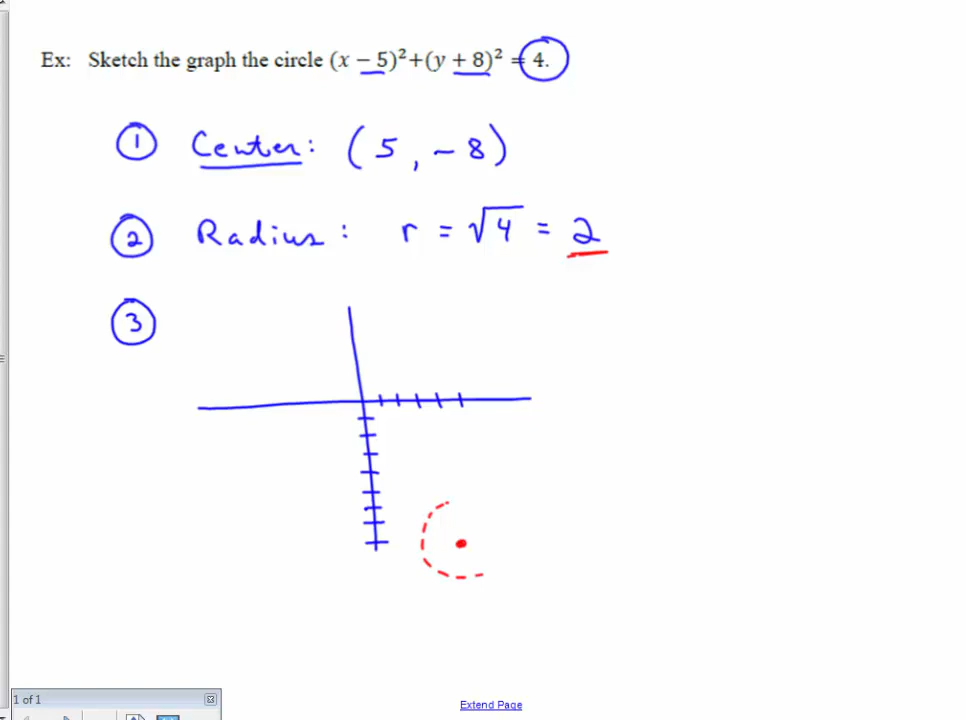 Ex: Sketch the graph the circle (x − 5)²+(y + 8)² = 4.
1 Center: (5, −8)
2 Radius: r = √4 = 2
3
1 of 1
Extend Page